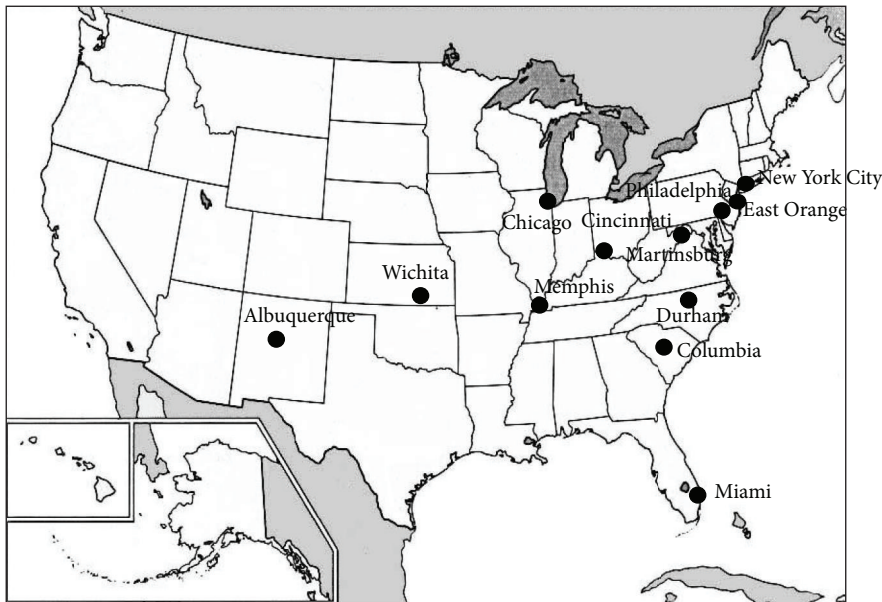 New York City
Philadelphia
East Orange
Chicago
Cincinnati
Martinsburg
Wichita
Memphis
Albuquerque
Durham
Columbia
Miami